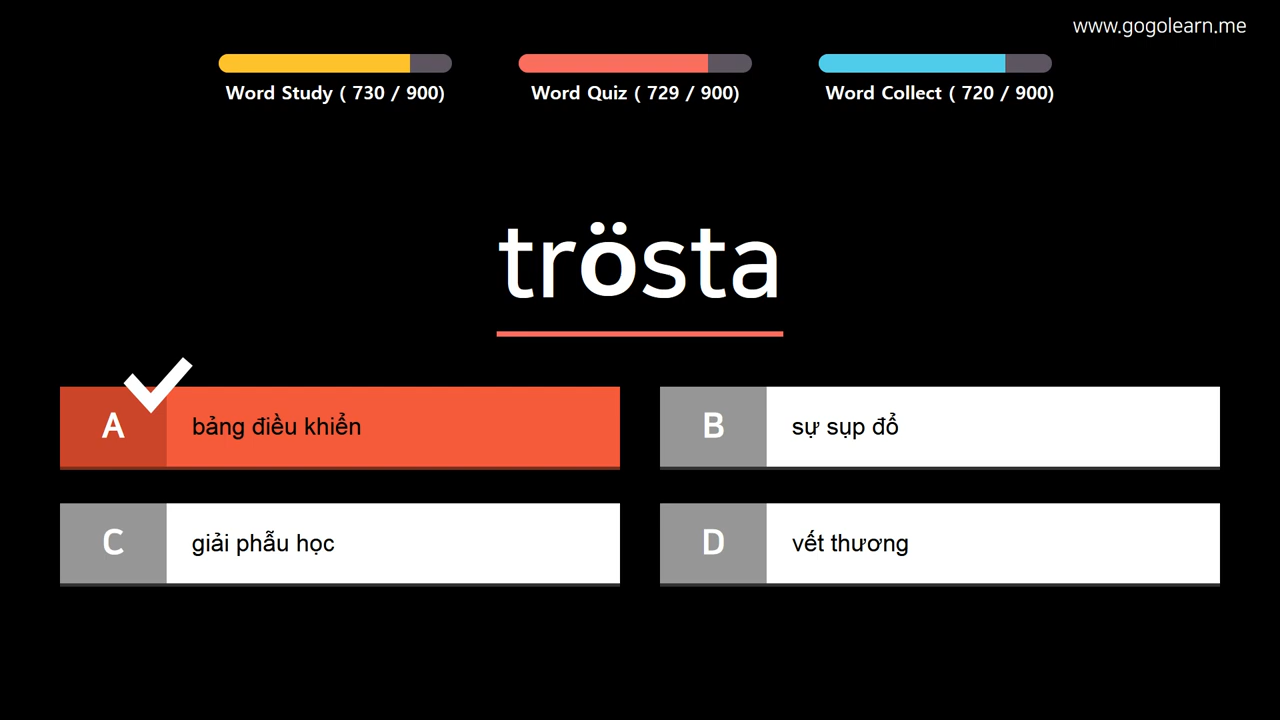 www.gogolearn.me
Word Study ( 730 / 900)
Word Quiz ( 729 / 900)
Word Collect ( 720 / 900)
trösta
A bảng điều khiển
B sự sụp đổ
C giải phẫu học
D vết thương